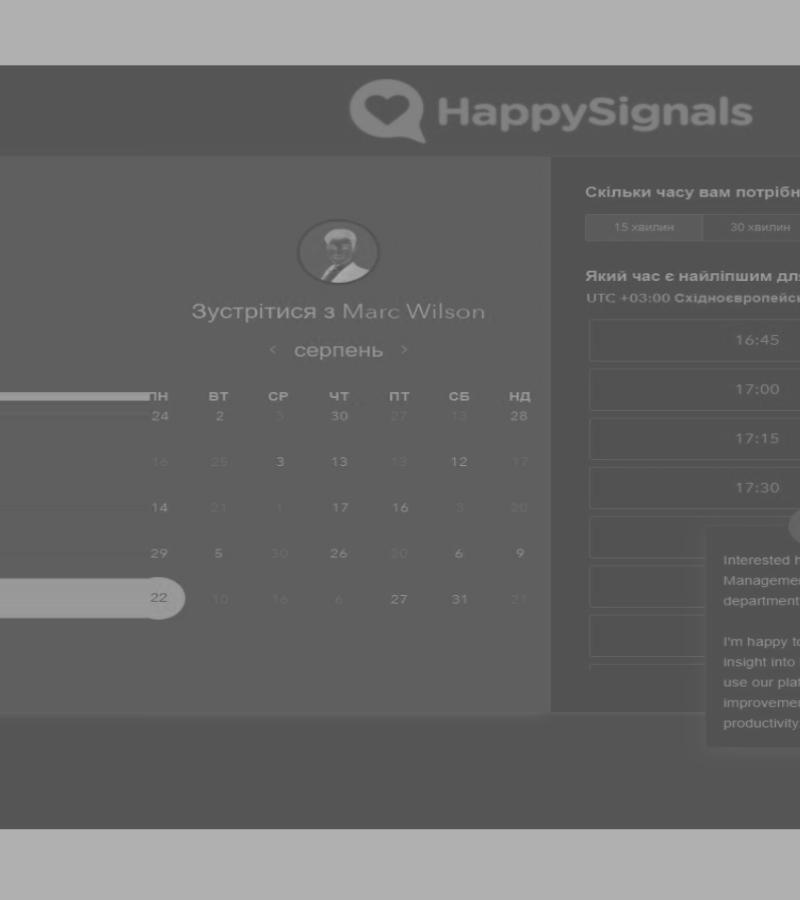 HappySignals
Зустрітися з Marc Wilson
< серпень >
ПН ВТ СР ЧТ ПТ СБ НД
24 2 5 30 27 13 28
16 25 3 13 13 12 17
14 21 1 17 16 3 20
29 5 30 26 20 6 9
22 10 16 6 27 31 21
Скільки часу вам потрібн
15 хвилин 30 хвилин
Який час є найліпшим дл
UTC +03:00 Східноєвропейсь
16:45
17:00
17:15
17:30
Interested h
Managemen
department
I'm happy to
insight into
use our plat
improvemen
productivity